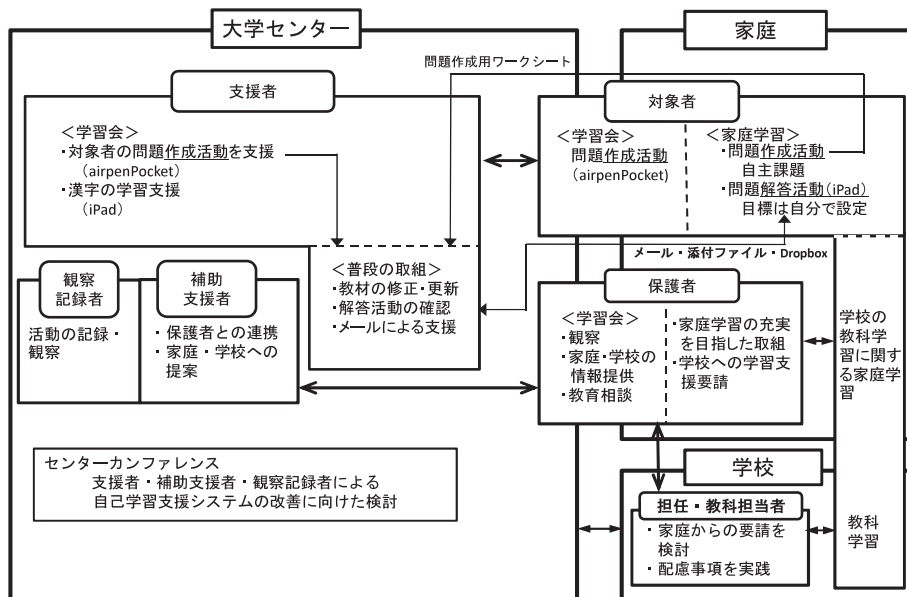 大学センター
家庭
問題作成用ワークシート
支援者
＜学習会＞
・対象者の問題作成活動を支援
（airpenPocket）
・漢字の学習支援
（iPad）
対象者
＜学習会＞
問題作成活動
(airpenPocket)
＜家庭学習＞
・問題作成活動
自主課題
・問題解答活動(iPad)
目標は自分で設定
メール・添付ファイル・Dropbox
＜普段の取組＞
・教材の修正・更新
・解答活動の確認
・メールによる支援
観察
記録者
活動の記録・
観察
補助
支援者
・保護者との連携
・家庭・学校への
提案
保護者
＜学習会＞
・観察
・家庭・学校の
情報提供
・教育相談
・家庭学習の充実
を目指した取組
・学校への学習支
援要請
学校の
教科学
習に関す
る家庭学
習
センターカンファレンス
支援者・補助支援者・観察記録者による
自己学習支援システムの改善に向けた検討
学校
担任・教科担当者
・家庭からの要請を
検討
・配慮事項を実践
教科
学習